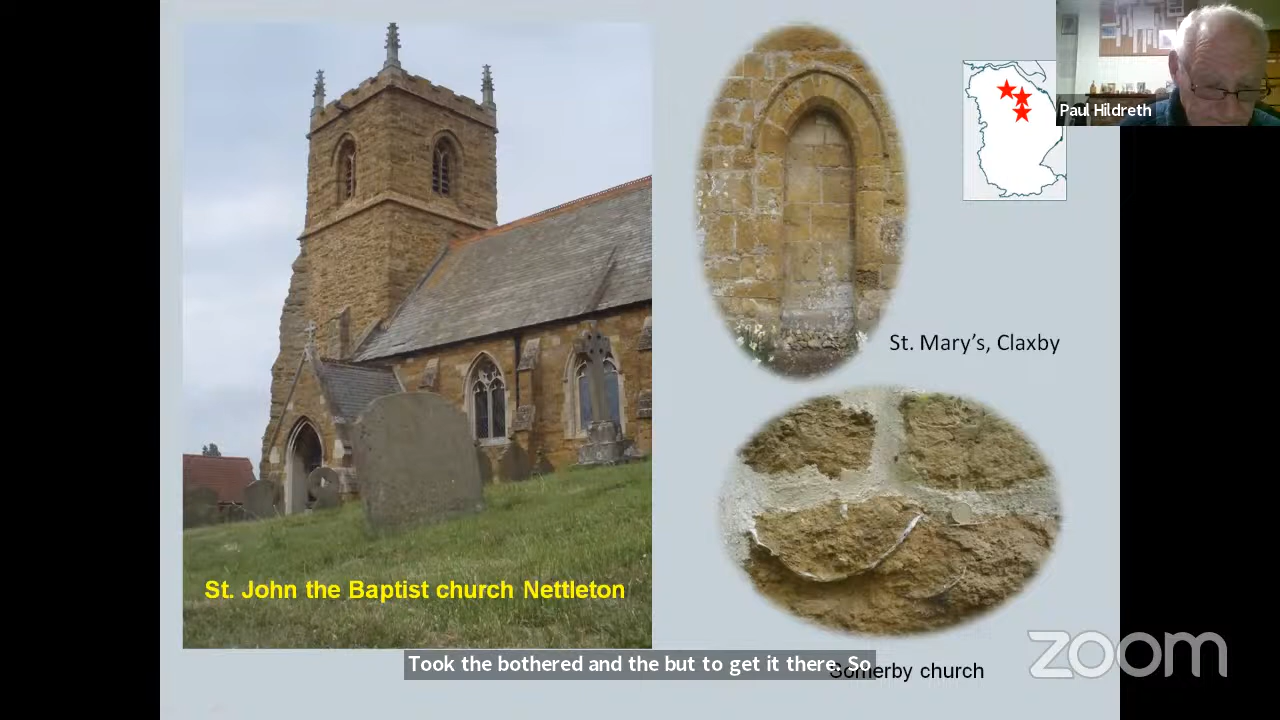 Paul Hildreth
St. Mary's, Claxby
St. John the Baptist church Nettleton
Took the bothered and the but to get it there. So
Somerby church
zoom